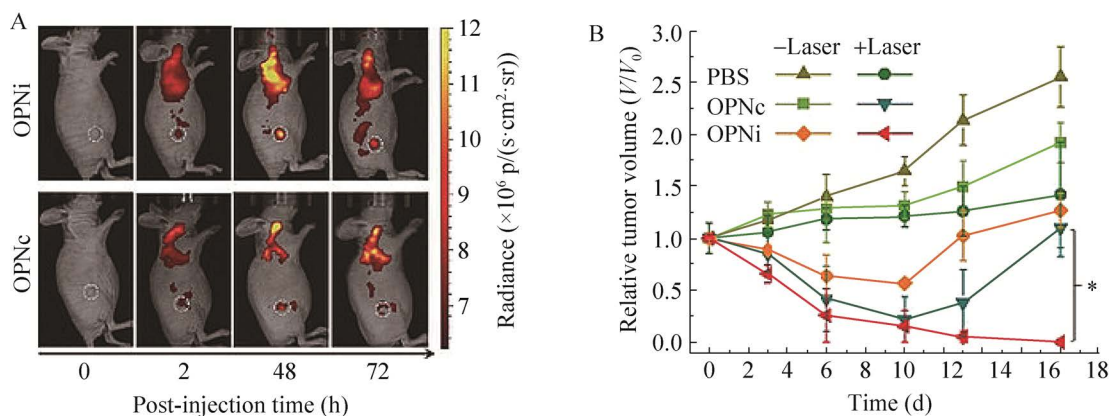 A
OPNi
OPNc
0 2 48 72
Post-injection time (h)
12
11
10
9
8
7
Radiance (×10⁶ p/(s·cm²·sr)
B
−Laser +Laser
PBS
OPNc
OPNi
3.0
2.5
2.0
1.5
1.0
0.5
0.0
Relative tumor volume (V/V₀)
*
0 2 4 6 8 10 12 14 16 18
Time (d)